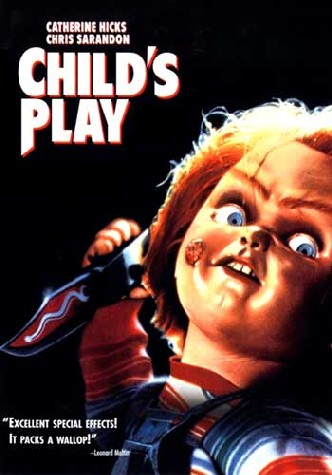 CATHERINE HICKS
CHRIS SARANDON
CHILD'S
PLAY
"EXCELLENT SPECIAL EFFECTS!
IT PACKS A WALLOP!"
--Leonard Maltin